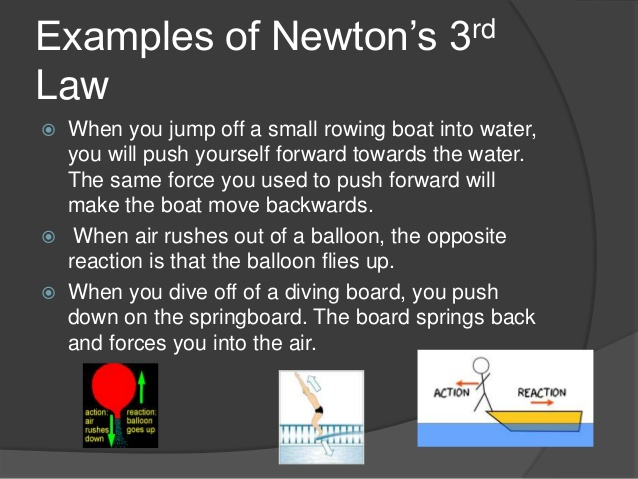 Examples of Newton’s 3rd
Law
When you jump off a small rowing boat into water,
you will push yourself forward towards the water.
The same force you used to push forward will
make the boat move backwards.
When air rushes out of a balloon, the opposite
reaction is that the balloon flies up.
When you dive off of a diving board, you push
down on the springboard. The board springs back
and forces you into the air.
action:
air
rushes
down
reaction:
balloon
goes up
ACTION
REACTION